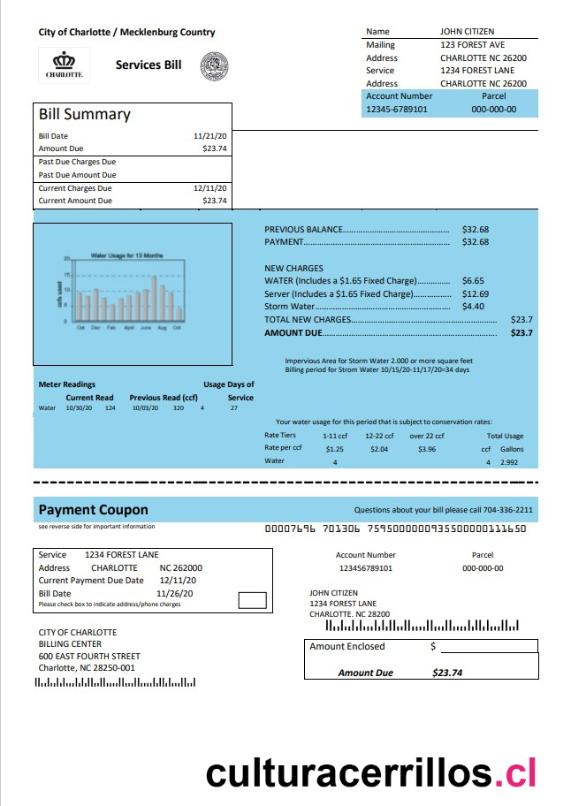 City of Charlotte / Mecklenburg Country
CHARLOTTE
Services Bill
Name JOHN CITIZEN
Mailing 123 FOREST AVE
Address CHARLOTTE NC 26200
Service 1234 FOREST LANE
Address CHARLOTTE NC 26200
Account Number Parcel
12345-6789101 000-000-00
Bill Summary
Bill Date 11/21/20
Amount Due $23.74
Past Due Charges Due
Past Due Amount Due
Current Charges Due 12/11/20
Current Amount Due $23.74
Water Usage for 13 Months
ccfs used
20
15
10
5
0
Oct Dec Feb April June Aug Oct
PREVIOUS BALANCE................................ $32.68
PAYMENT............................................. $32.68
NEW CHARGES
WATER (Includes a $1.65 Fixed Charge)............ $6.65
Server (Includes a $1.65 Fixed Charge)............. $12.69
Storm Water........................................... $4.40
TOTAL NEW CHARGES.................................................. $23.7
AMOUNT DUE............................................................ $23.7
Impervious Area for Storm Water 2.000 or more square feet
Billing period for Strom Water 10/15/20-11/17/20=34 days
Meter Readings Usage Days of
Current Read Previous Read (ccf) Service
Water 10/30/20 124 10/03/20 320 4 27
Your water usage for this period that is subject to conservation rates:
Rate Tiers 1-11 ccf 12-22 ccf over 22 ccf Total Usage
Rate per ccf $1.25 $2.04 $3.96 ccf Gallons
Water 4 4 2.992
Payment Coupon
Questions about your bill please call 704-336-2211
see reverse side for important information
00007696 701306 75950000009355000000111650
Service 1234 FOREST LANE
Address CHARLOTTE NC 262000
Current Payment Due Date 12/11/20
Bill Date 11/26/20
Please check box to indicate address/phone charges
Account Number Parcel
123456789101 000-000-00
JOHN CITIZEN
1234 FOREST LANE
CHARLOTTE. NC 28200
CITY OF CHARLOTTE
BILLING CENTER
600 EAST FOURTH STREET
Charlotte, NC 28250-001
Amount Enclosed $
Amount Due $23.74
culturacerrillos.cl